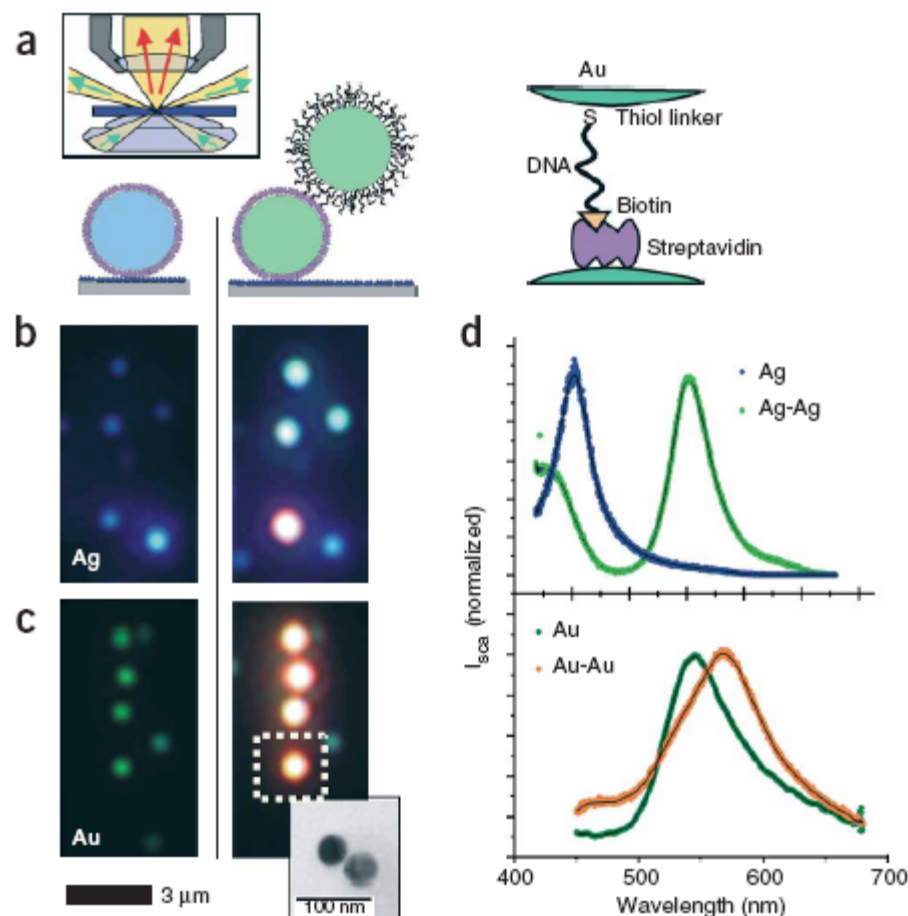 a
Au
S Thiol linker
DNA
Biotin
Streptavidin
b
Ag
c
Au
3 μm
100 nm
d
Ag
Ag-Ag
Au
Au-Au
I sca (normalized)
400 500 600 700
Wavelength (nm)